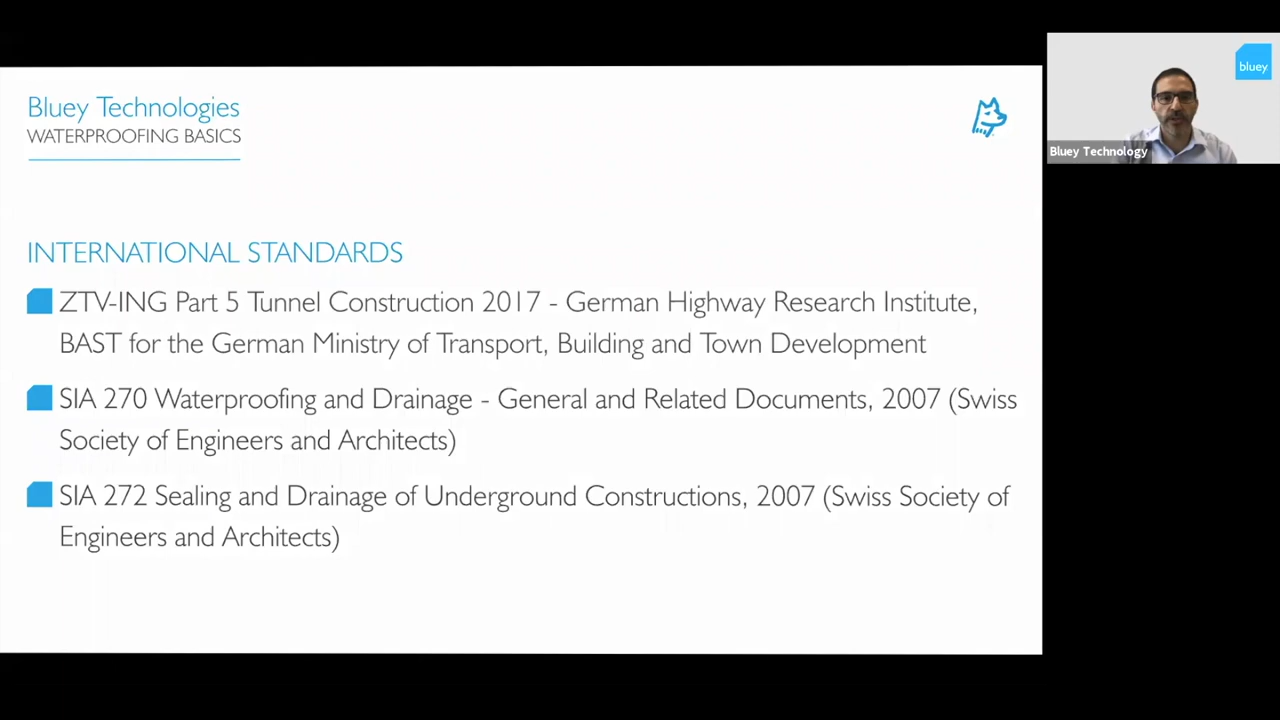 Bluey Technologies
WATERPROOFING BASICS
INTERNATIONAL STANDARDS
ZTV-ING Part 5 Tunnel Construction 2017 - German Highway Research Institute,
BAST for the German Ministry of Transport, Building and Town Development
SIA 270 Waterproofing and Drainage - General and Related Documents, 2007 (Swiss
Society of Engineers and Architects)
SIA 272 Sealing and Drainage of Underground Constructions, 2007 (Swiss Society of
Engineers and Architects)
bluey
Bluey Technology